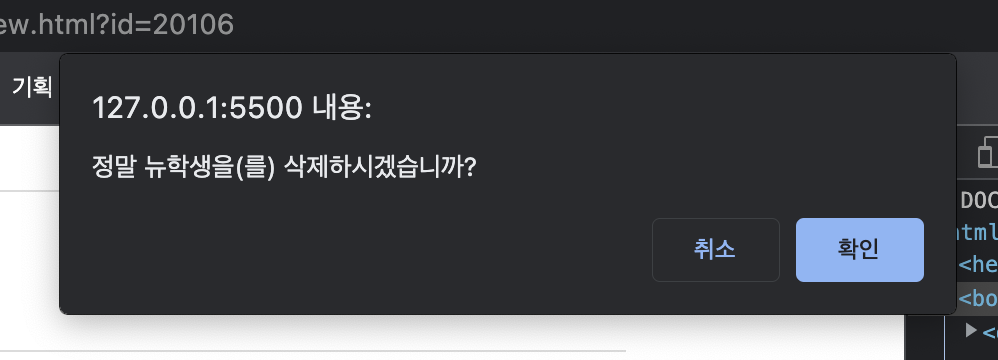 ew.html?id=20106
기획
127.0.0.1:5500 내용:
정말 뉴학생을(를) 삭제하시겠습니까?
취소
확인
DOC
html
<he
<bo
<